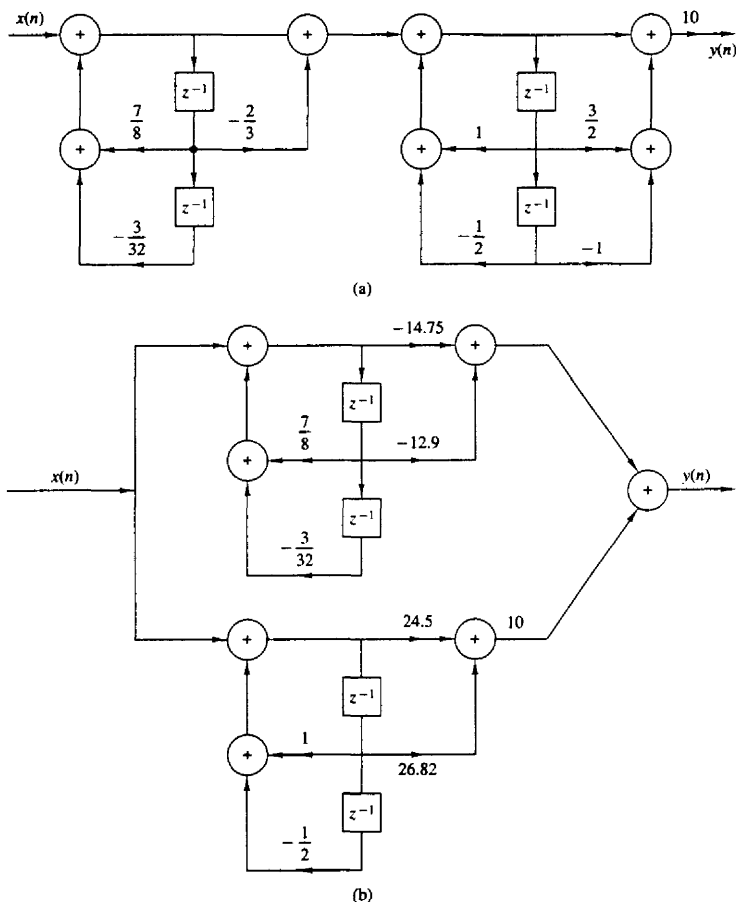 x(n) + + + + 10
y(n)
z⁻¹ z⁻¹
7/8 -2/3 1 3/2
+ + +
z⁻¹ z⁻¹
-3/32 -1/2 -1
(a)
-14.75
+ +
z⁻¹
7/8 -12.9
+
x(n) + y(n)
z⁻¹
-3/32
24.5 10
+ +
z⁻¹
1
+
26.82
z⁻¹
-1/2
(b)